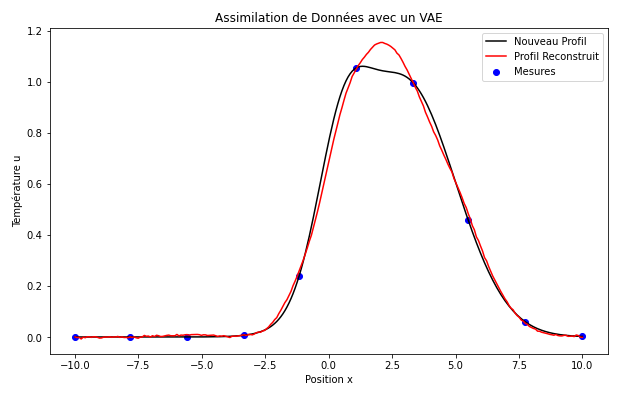 Assimilation de Données avec un VAE
Nouveau Profil
Profil Reconstruit
Mesures
Température u
1.2
1.0
0.8
0.6
0.4
0.2
0.0
−10.0 −7.5 −5.0 −2.5 0.0 2.5 5.0 7.5 10.0
Position x